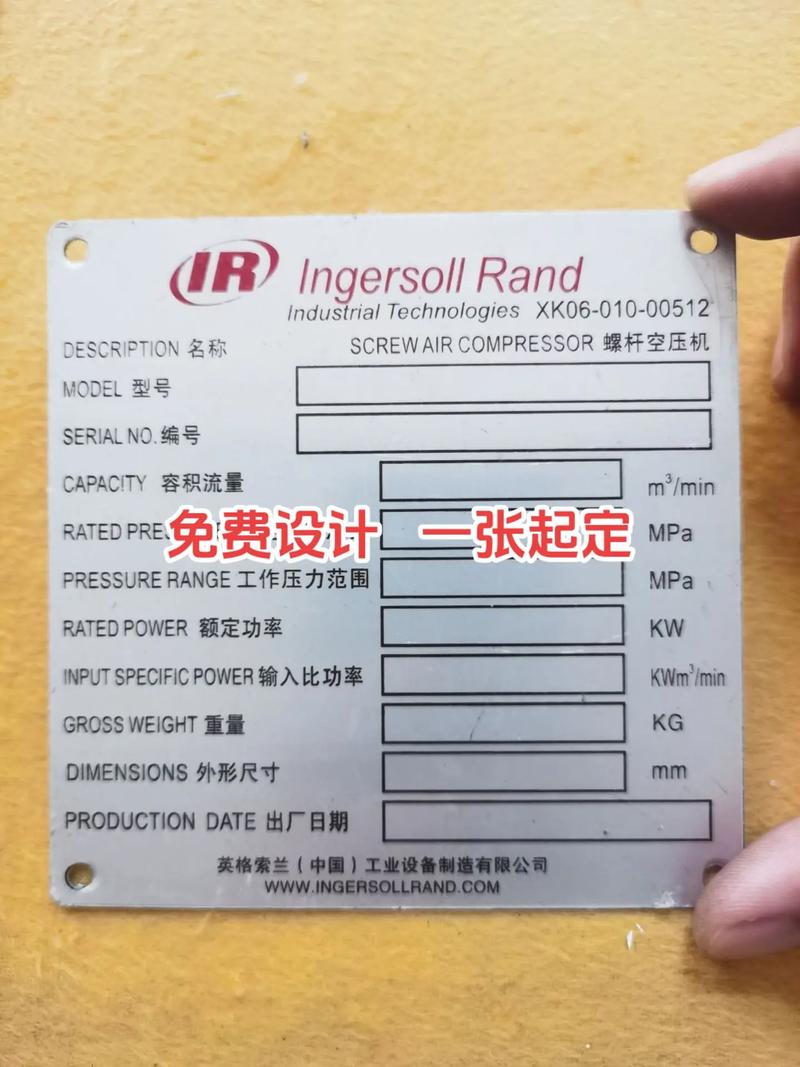 IR Ingersoll Rand
Industrial Technologies XK06-010-00512
DESCRIPTION 名称 SCREW AIR COMPRESSOR 螺杆空压机
MODEL 型号
SERIAL NO.编号
CAPACITY 容积流量 m³/min
RATED MPa
免费设计 一张起定
PRESSURE RANGE 工作压力范围 MPa
RATED POWER 额定功率 KW
INPUT SPECIFIC POWER 输入比功率 KWm³/min
GROSS WEIGHT 重量 KG
DIMENSIONS 外形尺寸 mm
PRODUCTION DATE 出厂日期
英格索兰(中国)工业设备制造有限公司
WWW.INGERSOLLRAND.COM